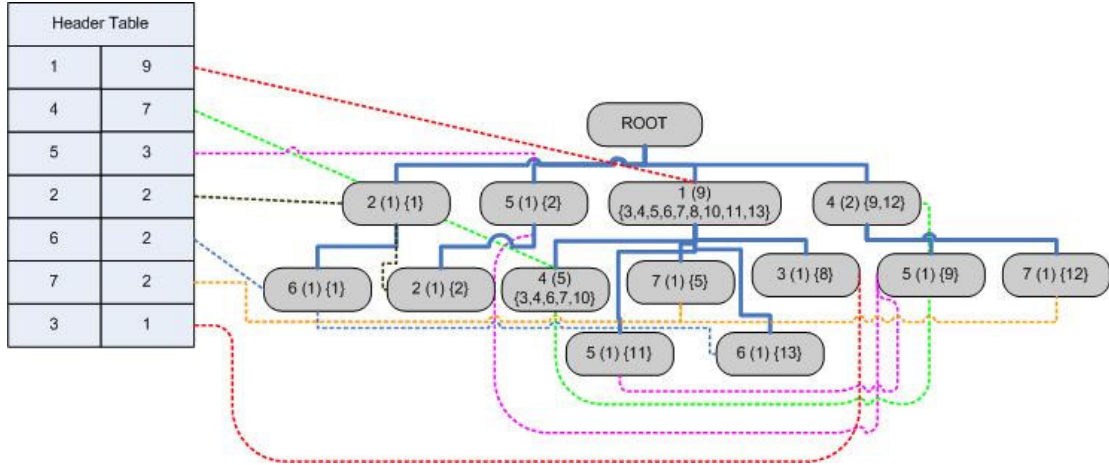 Header Table
1 9
4 7
5 3
2 2
6 2
7 2
3 1
ROOT
2 (1) {1}
5 (1) {2}
1 (9)
{3,4,5,6,7,8,10,11,13}
4 (2) {9,12}
6 (1) {1}
2 (1) {2}
4 (5)
{3,4,6,7,10}
7 (1) {5}
3 (1) {8}
5 (1) {9}
7 (1) {12}
5 (1) {11}
6 (1) {13}